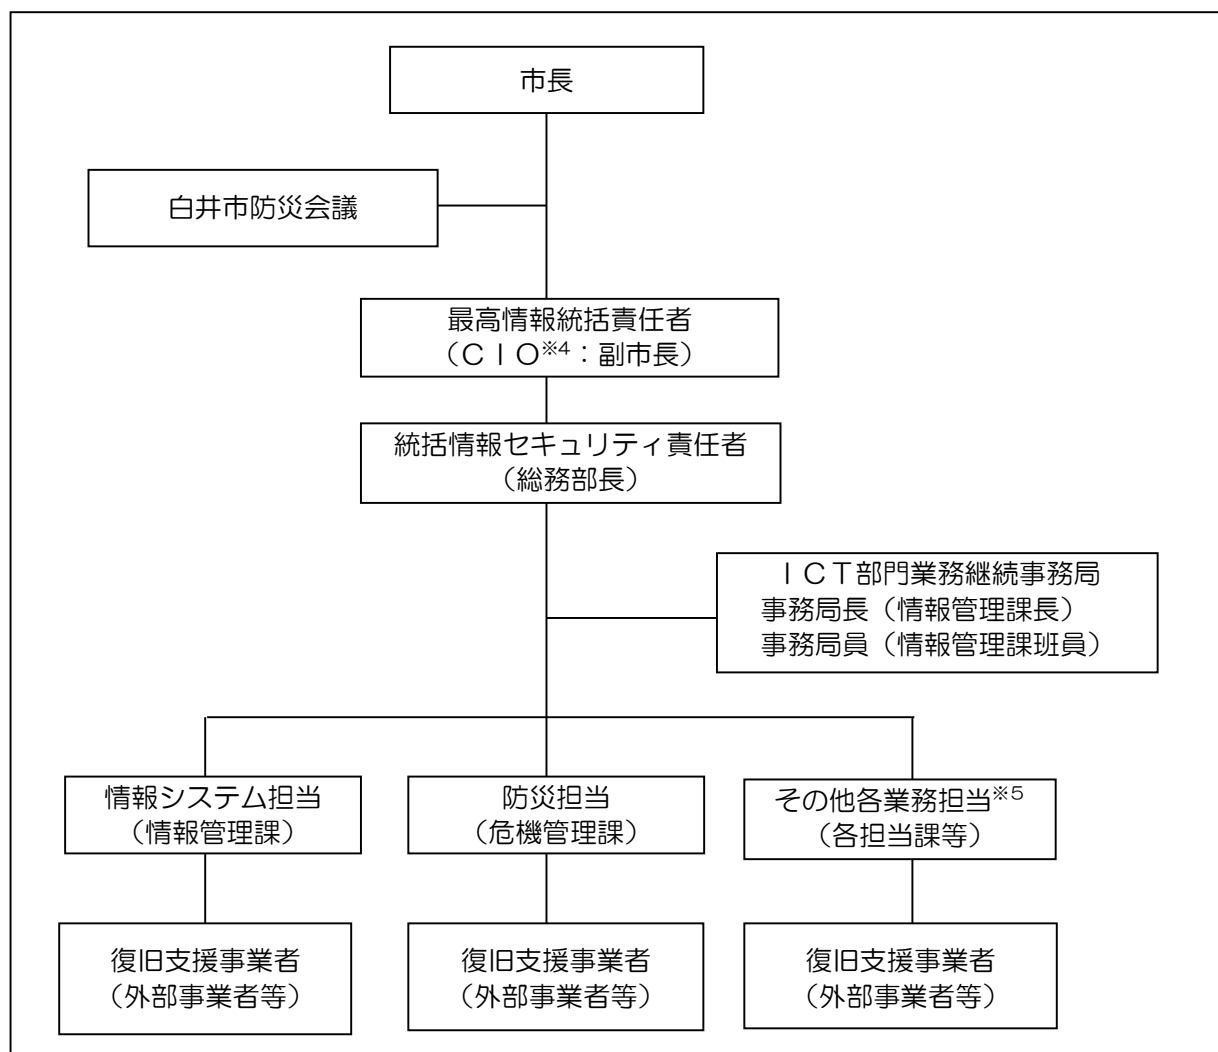 市長
白井市防災会議
最高情報統括責任者
（ＣＩＯ※4：副市長）
統括情報セキュリティ責任者
（総務部長）
ＩＣＴ部門業務継続事務局
事務局長（情報管理課長）
事務局員（情報管理課班員）
情報システム担当
（情報管理課）
防災担当
（危機管理課）
その他各業務担当※5
（各担当課等）
復旧支援事業者
（外部事業者等）
復旧支援事業者
（外部事業者等）
復旧支援事業者
（外部事業者等）